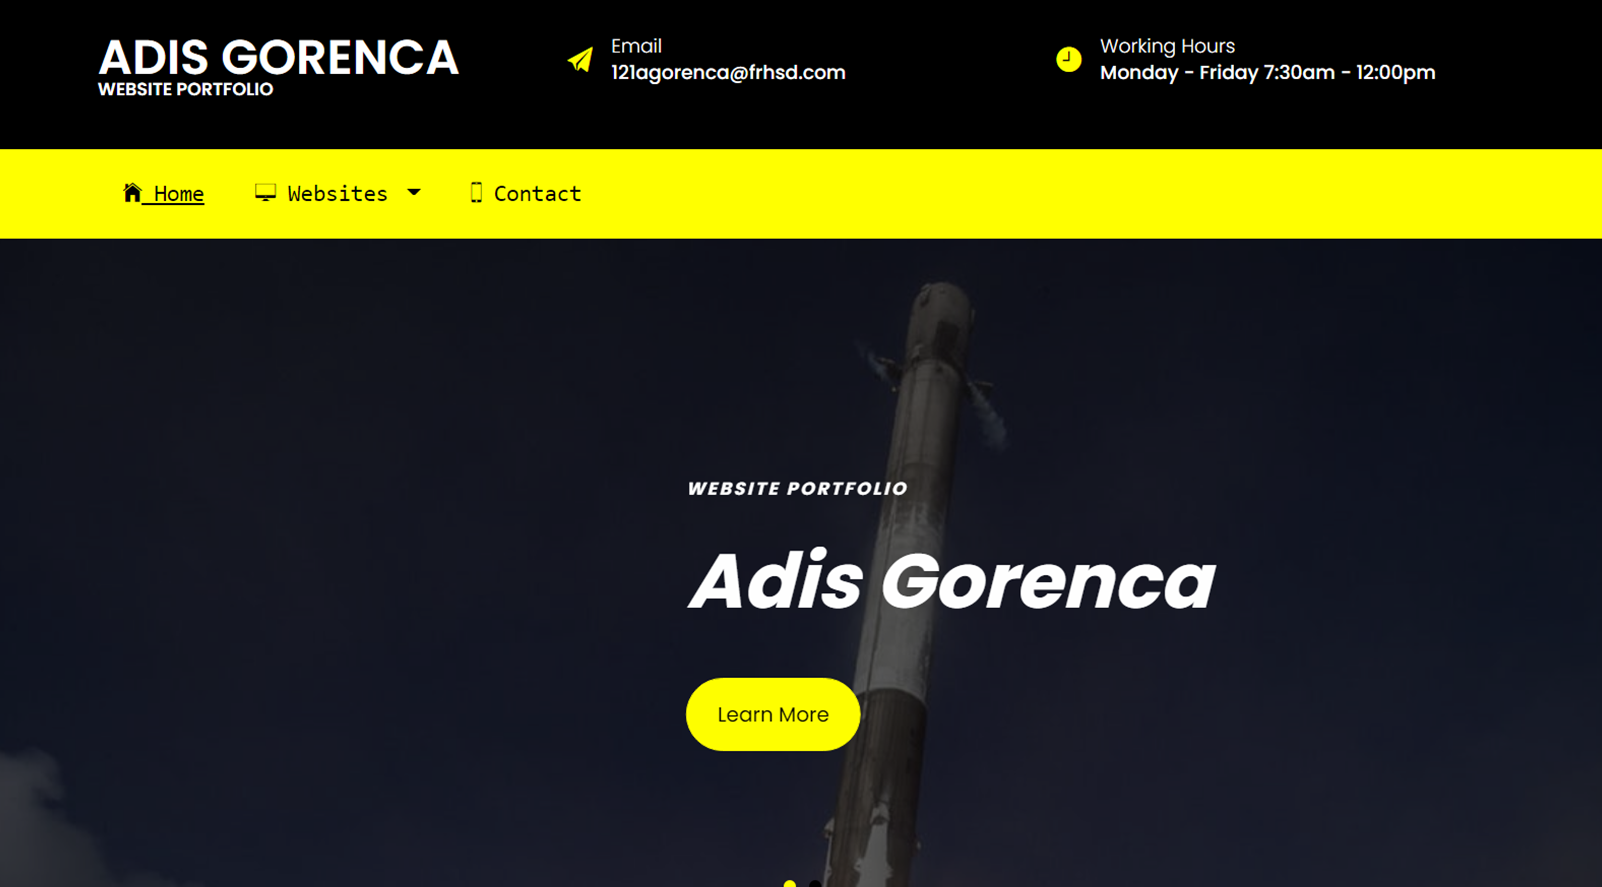 ADIS GORENCA
WEBSITE PORTFOLIO
Email
121agorenca@frhsd.com
Working Hours
Monday - Friday 7:30am - 12:00pm
Home
Websites
Contact
WEBSITE PORTFOLIO
Adis Gorenca
Learn More